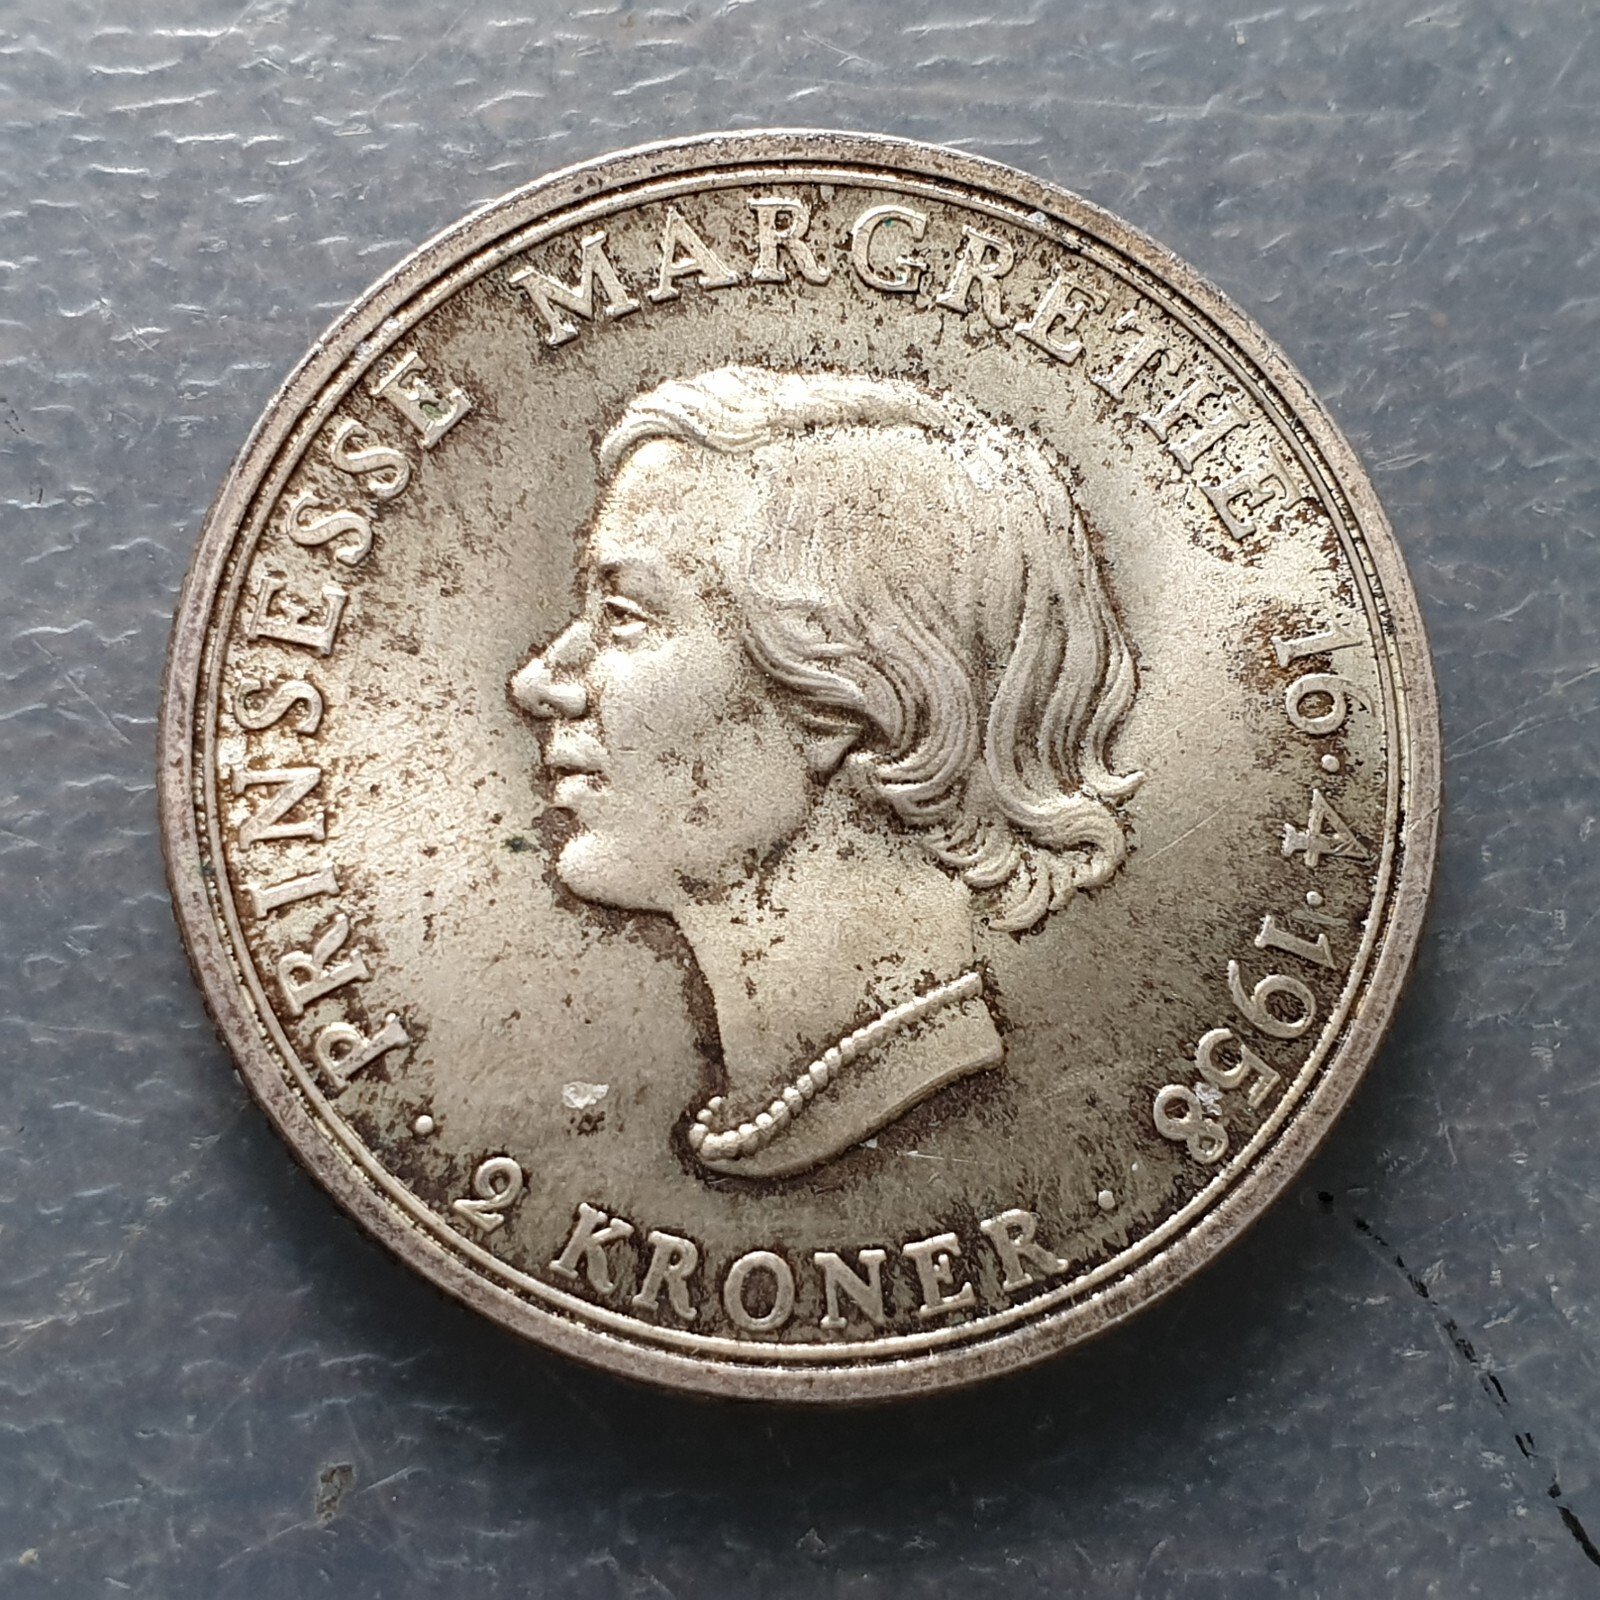 PRINSESSE MARGRETHE 16·4·1958
· 2 KRONER ·